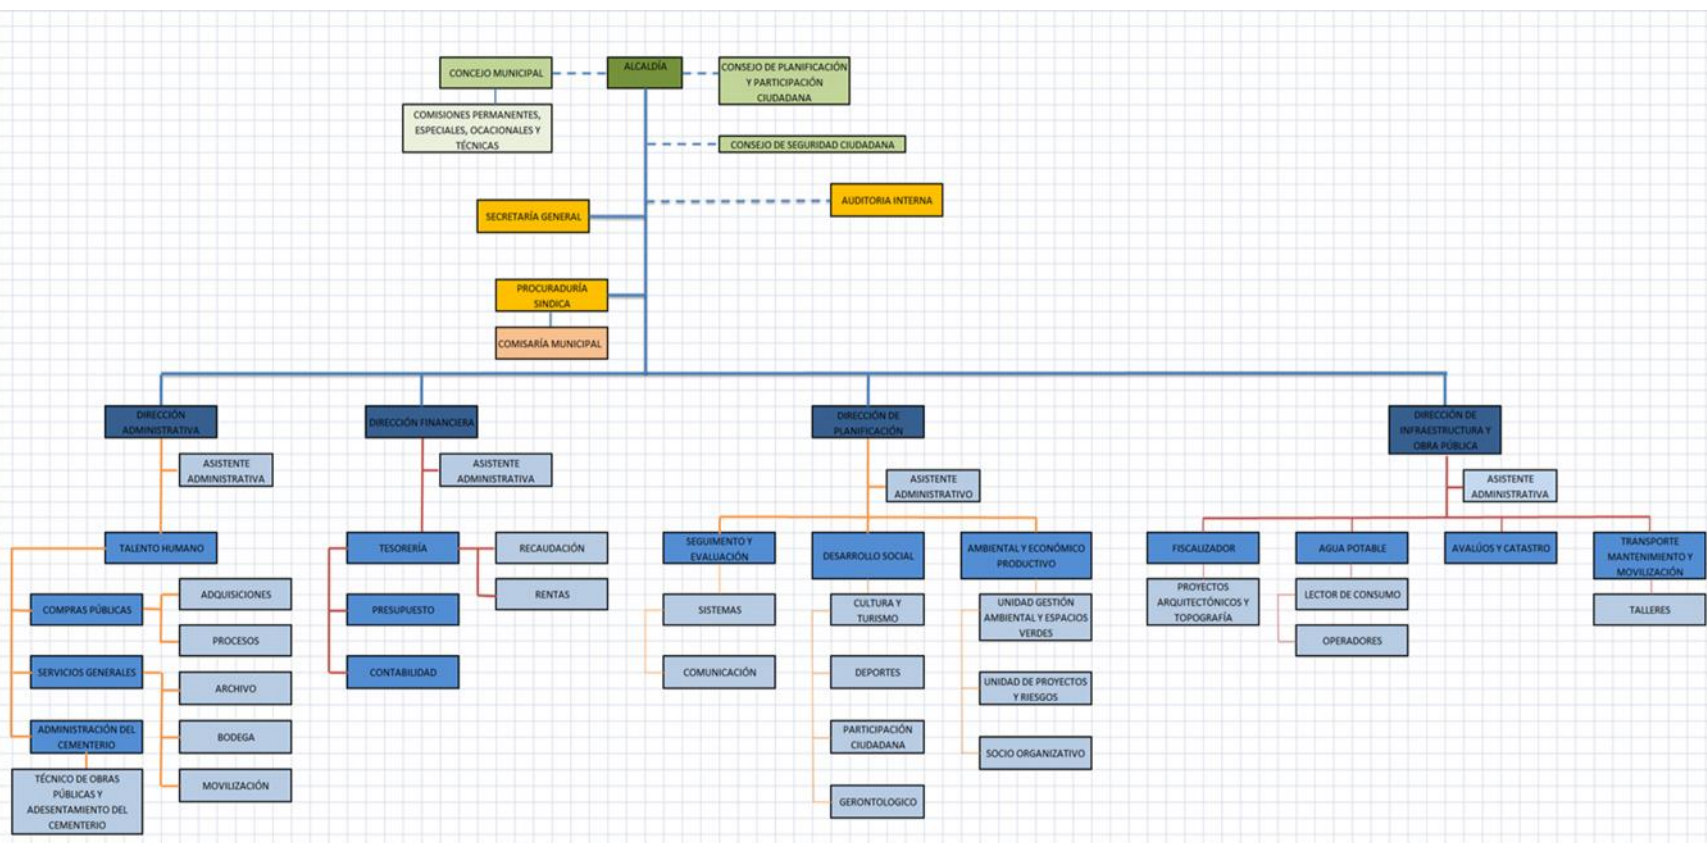 CONCEJO MUNICIPAL
ALCALDÍA
CONSEJO DE PLANIFICACIÓN
Y PARTICIPACIÓN
CIUDADANA
COMISIONES PERMANENTES,
ESPECIALES, OCACIONALES Y
TÉCNICAS
CONSEJO DE SEGURIDAD CIUDADANA
AUDITORIA INTERNA
SECRETARÍA GENERAL
PROCURADURÍA
SINDICA
COMISARÍA MUNICIPAL
DIRECCIÓN
ADMINISTRATIVA
ASISTENTE
ADMINISTRATIVA
TALENTO HUMANO
COMPRAS PÚBLICAS
ADQUISICIONES
PROCESOS
SERVICIOS GENERALES
ARCHIVO
BODEGA
MOVILIZACIÓN
ADMINISTRACIÓN DEL
CEMENTERIO
TÉCNICO DE OBRAS
PÚBLICAS Y
ADESENTAMIENTO DEL
CEMENTERIO
DIRECCIÓN FINANCIERA
ASISTENTE
ADMINISTRATIVA
TESORERÍA
RECAUDACIÓN
RENTAS
PRESUPUESTO
CONTABILIDAD
DIRECCIÓN DE
PLANIFICACIÓN
ASISTENTE
ADMINISTRATIVO
SEGUIMENTO Y
EVALUACIÓN
SISTEMAS
COMUNICACIÓN
DESARROLLO SOCIAL
CULTURA Y
TURISMO
DEPORTES
PARTICIPACIÓN
CIUDADANA
GERONTOLOGICO
AMBIENTAL Y ECONÓMICO
PRODUCTIVO
UNIDAD GESTIÓN
AMBIENTAL Y ESPACIOS
VERDES
UNIDAD DE PROYECTOS
Y RIESGOS
SOCIO ORGANIZATIVO
DIRECCIÓN DE
INFRAESTRUCTURA Y
OBRA PÚBLICA
ASISTENTE
ADMINISTRATIVA
FISCALIZADOR
PROYECTOS
ARQUITECTÓNICOS Y
TOPOGRAFÍA
AGUA POTABLE
LECTOR DE CONSUMO
OPERADORES
AVALÚOS Y CATASTRO
TRANSPORTE
MANTENIMIENTO Y
MOVILIZACIÓN
TALLERES